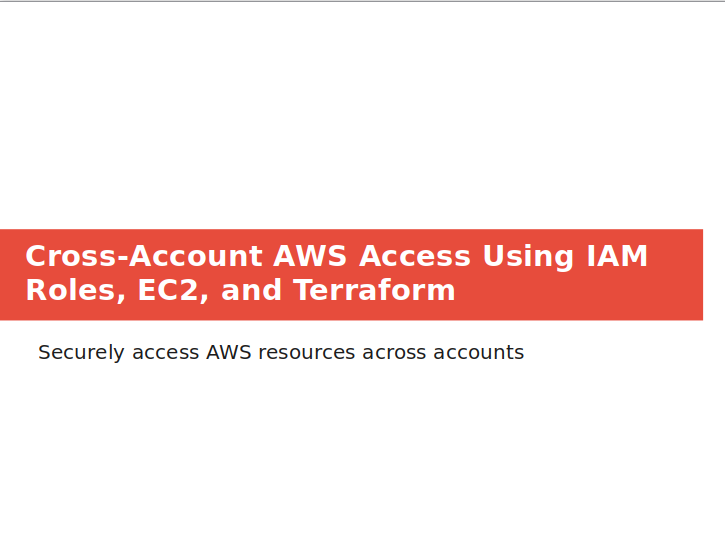 Cross-Account AWS Access Using IAM
Roles, EC2, and Terraform
Securely access AWS resources across accounts